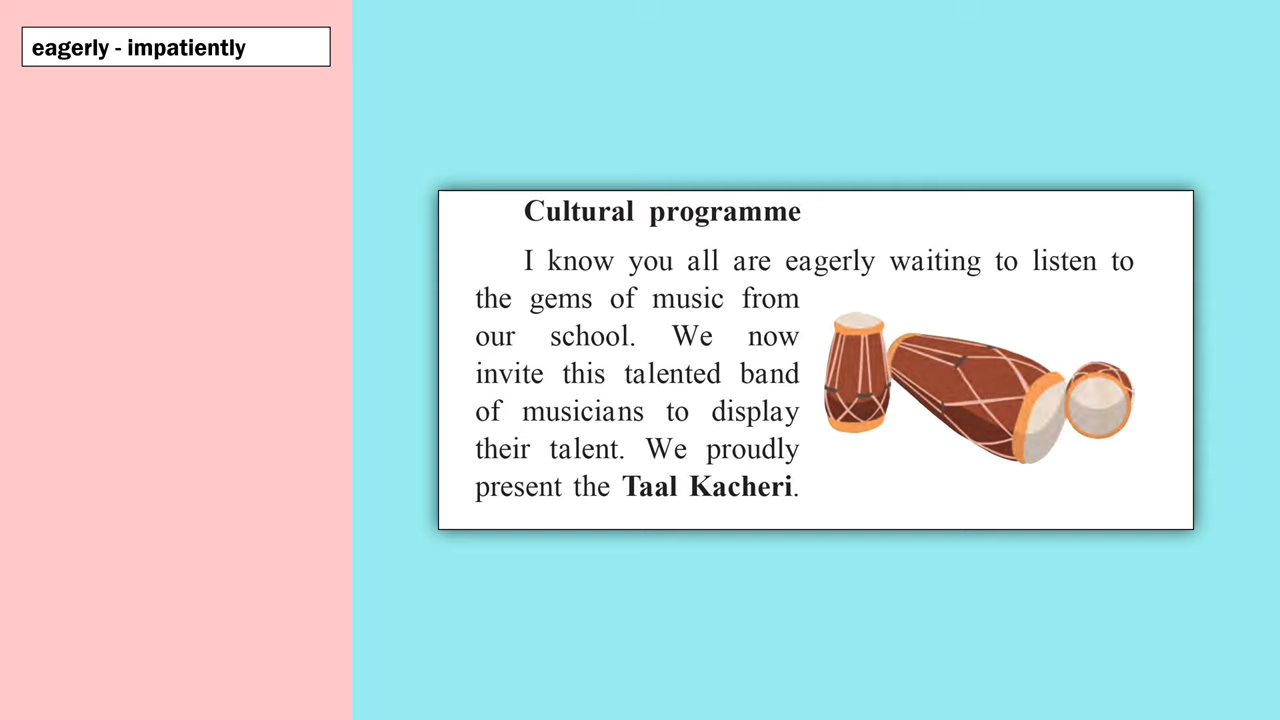 eagerly - impatiently
Cultural programme
I know you all are eagerly waiting to listen to
the gems of music from
our school. We now
invite this talented band
of musicians to display
their talent. We proudly
present the Taal Kacheri.